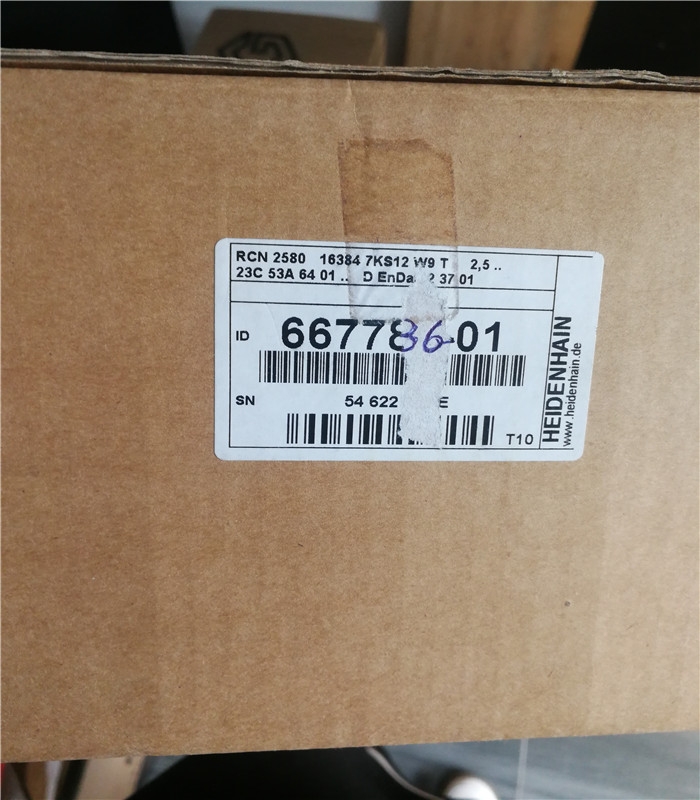 RCN 2580 16384 7KS12 W9 T 2,5 ..
23C 53A 64 01 .. D EnDa 2 37 01
ID 667786-01
SN 54 622 E
T10
HEIDENHAIN
www.heidenhain.de